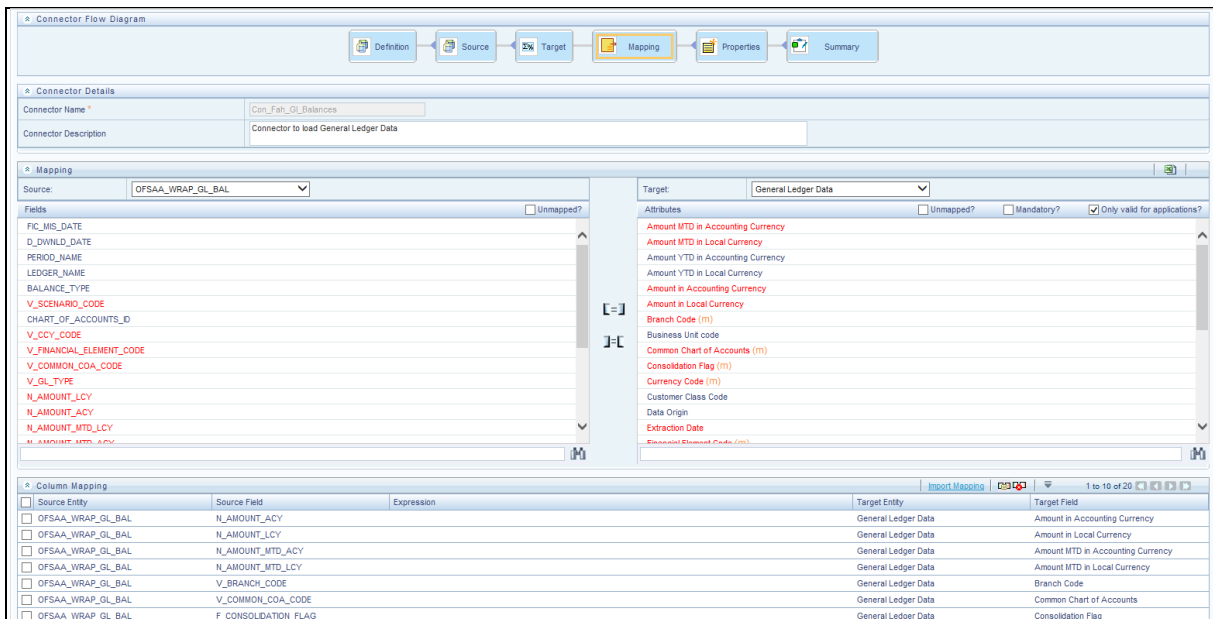 Connector Flow Diagram
Definition Source Target Mapping Properties Summary
Connector Details
Connector Name * Con_Fah_Gl_Balances
Connector Description Connector to load General Ledger Data
Mapping
Source: OFSAA_WRAP_GL_BAL Target: General Ledger Data
Fields Unmapped? Attributes Unmapped? Mandatory? Only valid for applications?
FIC_MIS_DATE Amount MTD in Accounting Currency
D_DWNLD_DATE Amount MTD in Local Currency
PERIOD_NAME Amount YTD in Accounting Currency
LEDGER_NAME Amount YTD in Local Currency
BALANCE_TYPE Amount in Accounting Currency
V_SCENARIO_CODE Amount in Local Currency
CHART_OF_ACCOUNTS_ID Branch Code (m)
V_CCY_CODE Business Unit code
V_FINANCIAL_ELEMENT_CODE Common Chart of Accounts (m)
V_COMMON_COA_CODE Consolidation Flag (m)
V_GL_TYPE Currency Code (m)
N_AMOUNT_LCY Customer Class Code
N_AMOUNT_ACY Data Origin
N_AMOUNT_MTD_LCY Extraction Date
N_AMOUNT_MTD_ACY Financial Element Code (m)
Column Mapping Import Mapping 1 to 10 of 20
Source Entity Source Field Expression Target Entity Target Field
OFSAA_WRAP_GL_BAL N_AMOUNT_ACY General Ledger Data Amount in Accounting Currency
OFSAA_WRAP_GL_BAL N_AMOUNT_LCY General Ledger Data Amount in Local Currency
OFSAA_WRAP_GL_BAL N_AMOUNT_MTD_ACY General Ledger Data Amount MTD in Accounting Currency
OFSAA_WRAP_GL_BAL N_AMOUNT_MTD_LCY General Ledger Data Amount MTD in Local Currency
OFSAA_WRAP_GL_BAL V_BRANCH_CODE General Ledger Data Branch Code
OFSAA_WRAP_GL_BAL V_COMMON_COA_CODE General Ledger Data Common Chart of Accounts
OFSAA_WRAP_GL_BAL F_CONSOLIDATION_FLAG General Ledger Data Consolidation Flag